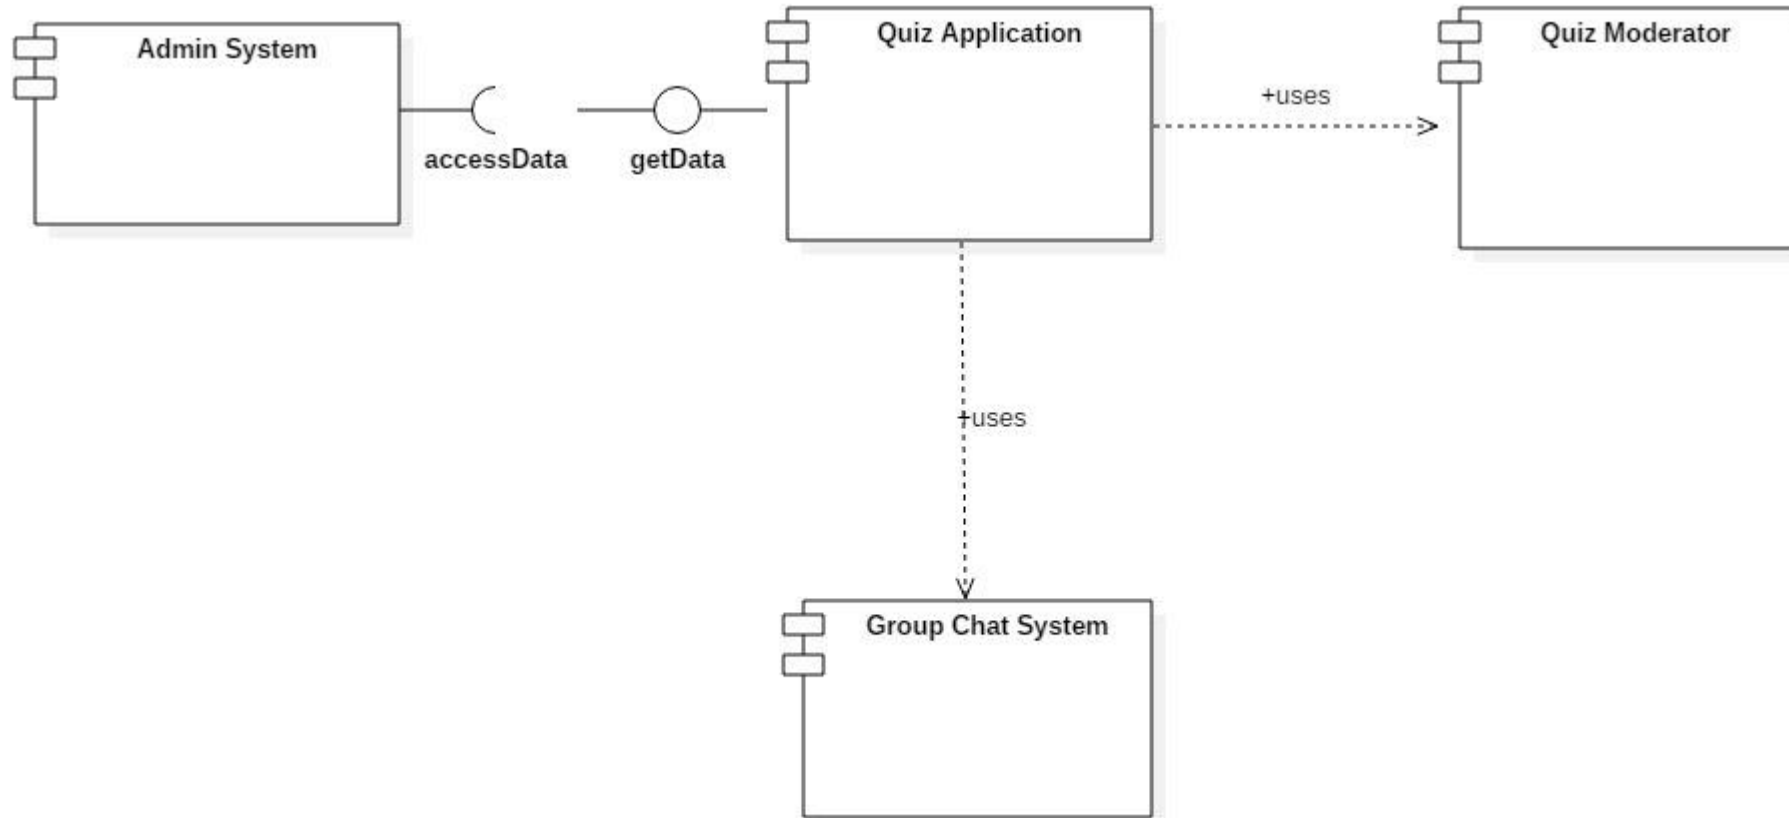 Admin System
Quiz Application
Quiz Moderator
+uses
accessData
getData
+uses
Group Chat System